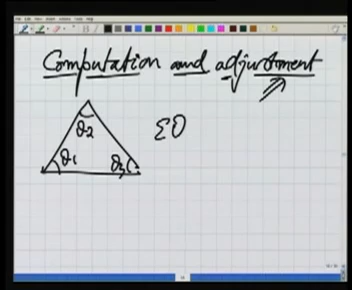 Computation and adjustment
θ2
Σθ
θ1
θ3